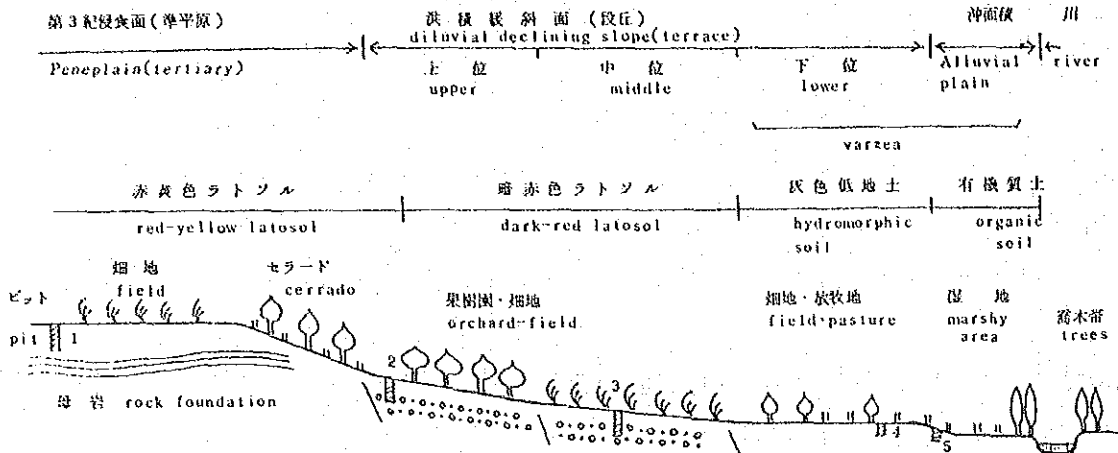 第3紀侵食面(準平原)
洪積緩斜面(段丘)
沖面積 川
diluvial declining slope(terrace)
Peneplain(tertiary)
上位
upper
中位
middle
下位
lower
Alluvial
plain
river
varzea
赤黄色ラトソル
暗赤色ラトソル
灰色低地土
有機質土
red-yellow latosol
dark-red latosol
hydromorphic
soil
organic
soil
畑地
field
セラード
cerrado
果樹園・畑地
orchard-field
畑地・放牧地
field・pasture
湿地
marshy
area
喬木帯
trees
ピット
pit
1
2
3
4
5
母岩 rock foundation